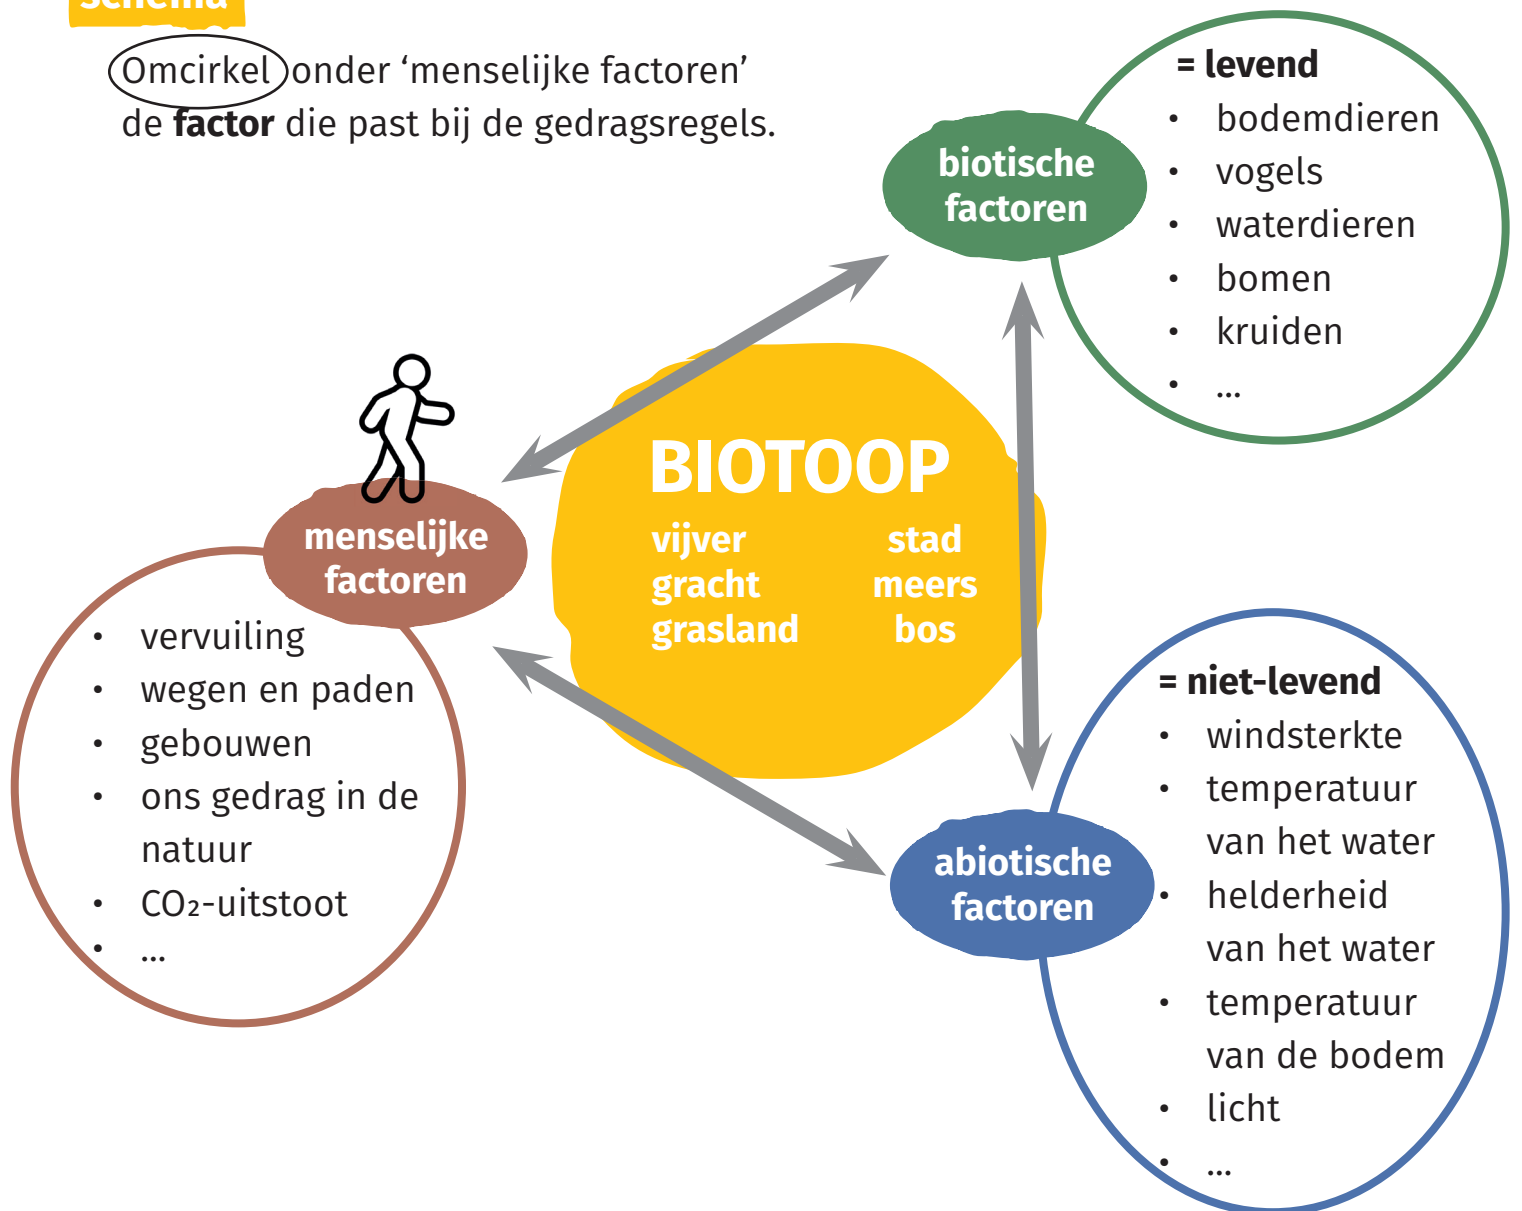 schema
Omcirkel onder ‘menselijke factoren’
de factor die past bij de gedragsregels.
biotische
factoren
= levend
• bodemdieren
• vogels
• waterdieren
• bomen
• kruiden
• ...
BIOTOOP
vijver stad
gracht meers
grasland bos
menselijke
factoren
• vervuiling
• wegen en paden
• gebouwen
• ons gedrag in de
natuur
• CO₂-uitstoot
• ...
abiotische
factoren
= niet-levend
• windsterkte
• temperatuur
van het water
• helderheid
van het water
• temperatuur
van de bodem
• licht
• ...